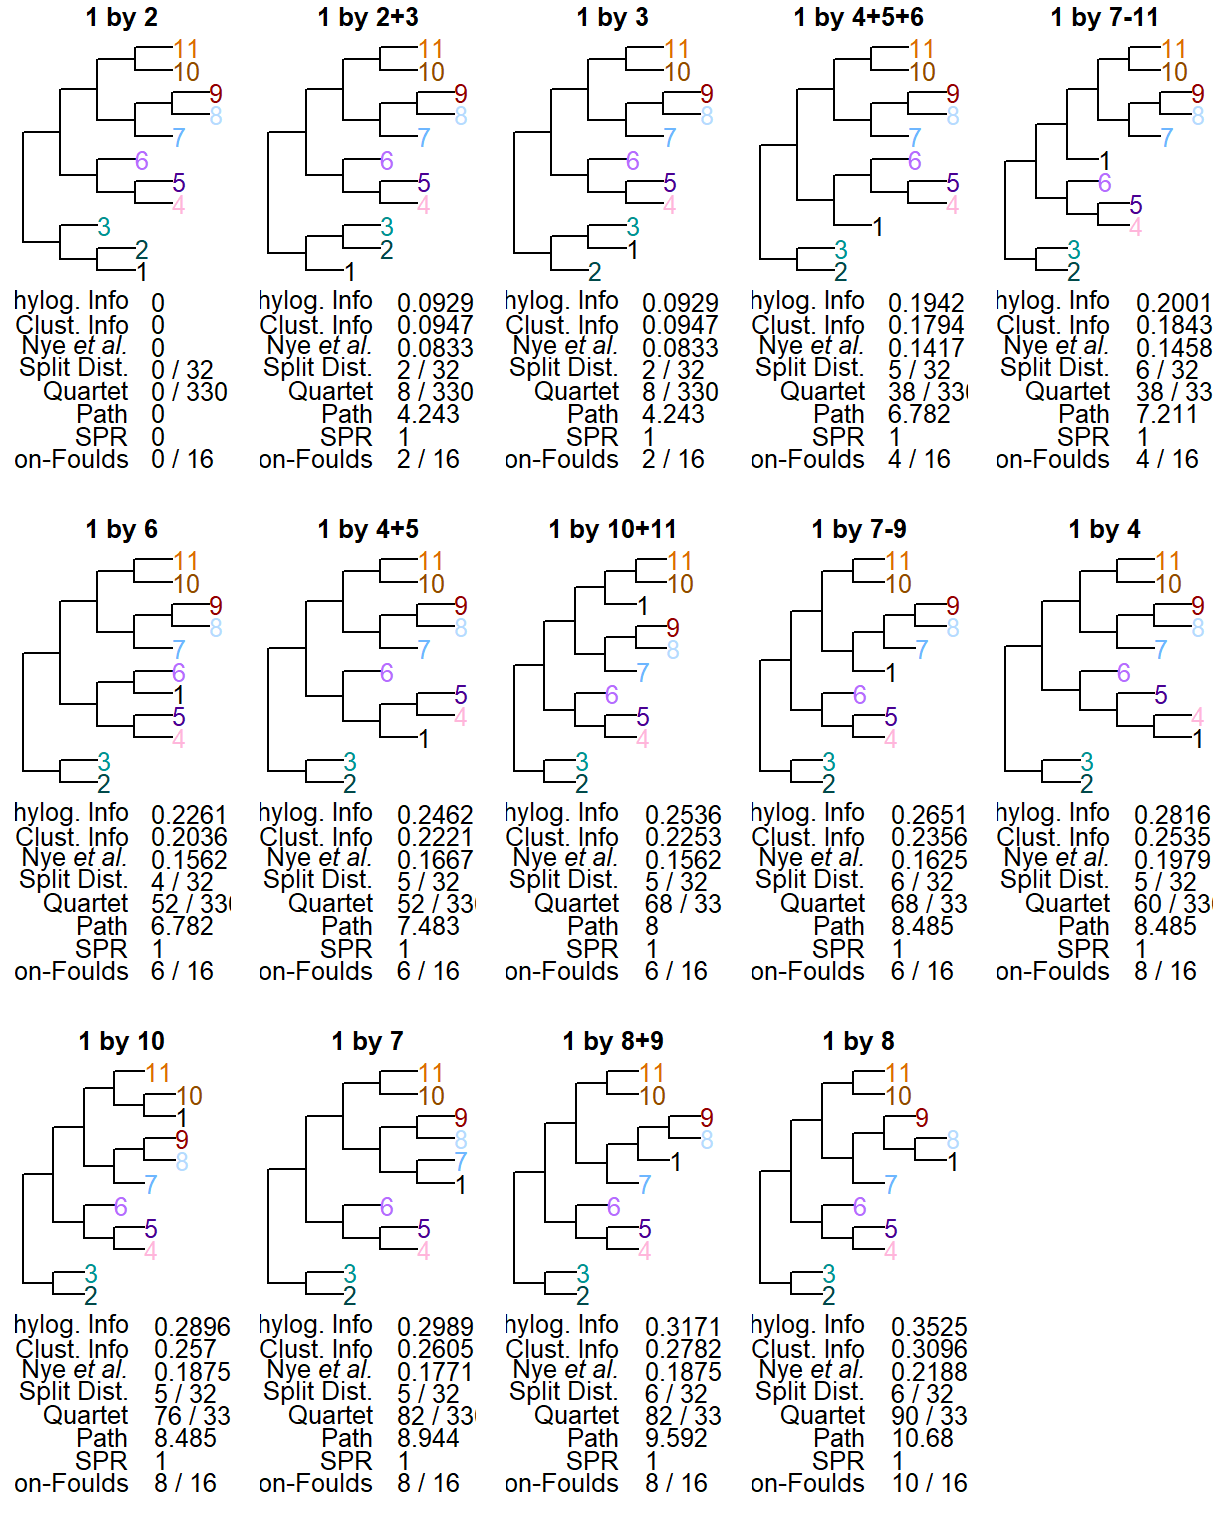 1 by 2
11
10
9
8
7
6
5
4
3
2
1
hylog. Info 0
Clust. Info 0
Nye et al. 0
Split Dist. 0 / 32
Quartet 0 / 330
Path 0
SPR 0
on-Foulds 0 / 16
1 by 2+3
11
10
9
8
7
6
5
4
3
2
1
hylog. Info 0.0929
Clust. Info 0.0947
Nye et al. 0.0833
Split Dist. 2 / 32
Quartet 8 / 330
Path 4.243
SPR 1
on-Foulds 2 / 16
1 by 3
11
10
9
8
7
6
5
4
3
1
2
hylog. Info 0.0929
Clust. Info 0.0947
Nye et al. 0.0833
Split Dist. 2 / 32
Quartet 8 / 330
Path 4.243
SPR 1
on-Foulds 2 / 16
1 by 4+5+6
11
10
9
8
7
6
5
4
1
3
2
hylog. Info 0.1942
Clust. Info 0.1794
Nye et al. 0.1417
Split Dist. 5 / 32
Quartet 38 / 33
Path 6.782
SPR 1
on-Foulds 4 / 16
1 by 7-11
11
10
9
8
7
1
6
5
4
3
2
hylog. Info 0.2001
Clust. Info 0.1843
Nye et al. 0.1458
Split Dist. 6 / 32
Quartet 38 / 33
Path 7.211
SPR 1
on-Foulds 4 / 16
1 by 6
11
10
9
8
7
6
1
5
4
3
2
hylog. Info 0.2261
Clust. Info 0.2036
Nye et al. 0.1562
Split Dist. 4 / 32
Quartet 52 / 33
Path 6.782
SPR 1
on-Foulds 6 / 16
1 by 4+5
11
10
9
8
7
6
5
4
1
3
2
hylog. Info 0.2462
Clust. Info 0.2221
Nye et al. 0.1667
Split Dist. 5 / 32
Quartet 52 / 33
Path 7.483
SPR 1
on-Foulds 6 / 16
1 by 10+11
11
10
1
9
8
7
6
5
4
3
2
hylog. Info 0.2536
Clust. Info 0.2253
Nye et al. 0.1562
Split Dist. 5 / 32
Quartet 68 / 33
Path 8
SPR 1
on-Foulds 6 / 16
1 by 7-9
11
10
9
8
7
1
6
5
4
3
2
hylog. Info 0.2651
Clust. Info 0.2356
Nye et al. 0.1625
Split Dist. 6 / 32
Quartet 68 / 33
Path 8.485
SPR 1
on-Foulds 6 / 16
1 by 4
11
10
9
8
7
6
5
4
1
3
2
hylog. Info 0.2816
Clust. Info 0.2535
Nye et al. 0.1979
Split Dist. 5 / 32
Quartet 60 / 33
Path 8.485
SPR 1
on-Foulds 8 / 16
1 by 10
11
10
1
9
8
7
6
5
4
3
2
hylog. Info 0.2896
Clust. Info 0.257
Nye et al. 0.1875
Split Dist. 5 / 32
Quartet 76 / 33
Path 8.485
SPR 1
on-Foulds 8 / 16
1 by 7
11
10
9
8
7
1
6
5
4
3
2
hylog. Info 0.2989
Clust. Info 0.2605
Nye et al. 0.1771
Split Dist. 5 / 32
Quartet 82 / 33
Path 8.944
SPR 1
on-Foulds 8 / 16
1 by 8+9
11
10
9
8
1
7
6
5
4
3
2
hylog. Info 0.3171
Clust. Info 0.2782
Nye et al. 0.1875
Split Dist. 6 / 32
Quartet 82 / 33
Path 9.592
SPR 1
on-Foulds 8 / 16
1 by 8
11
10
9
8
1
7
6
5
4
3
2
hylog. Info 0.3525
Clust. Info 0.3096
Nye et al. 0.2188
Split Dist. 6 / 32
Quartet 90 / 33
Path 10.68
SPR 1
on-Foulds 10 / 16